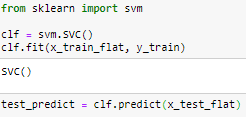 from sklearn import svm
clf = svm.SVC()
clf.fit(x_train_flat, y_train)
SVC()
test_predict = clf.predict(x_test_flat)